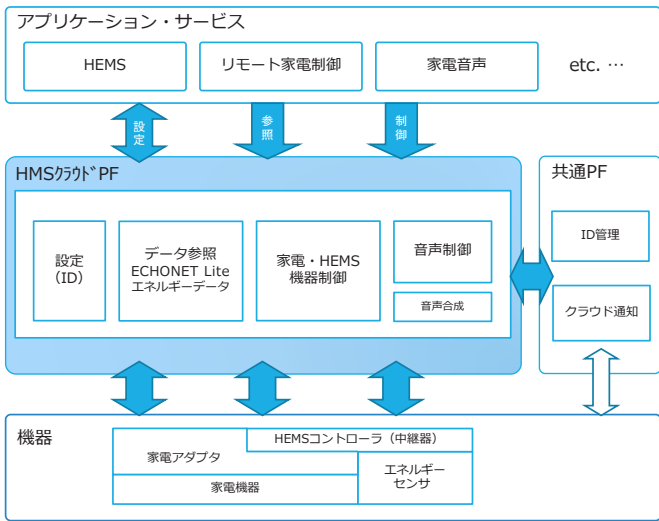 アプリケーション・サービス
HEMS
リモート家電制御
家電音声
etc. …
設定
参照
制御
HMSｸﾗｳﾄﾞPF
共通PF
設定
（ID）
データ参照
ECHONET Lite
エネルギーデータ
家電・HEMS
機器制御
音声制御
音声合成
ID管理
クラウド通知
機器
HEMSコントローラ（中継器）
家電アダプタ
エネルギー
センサ
家電機器